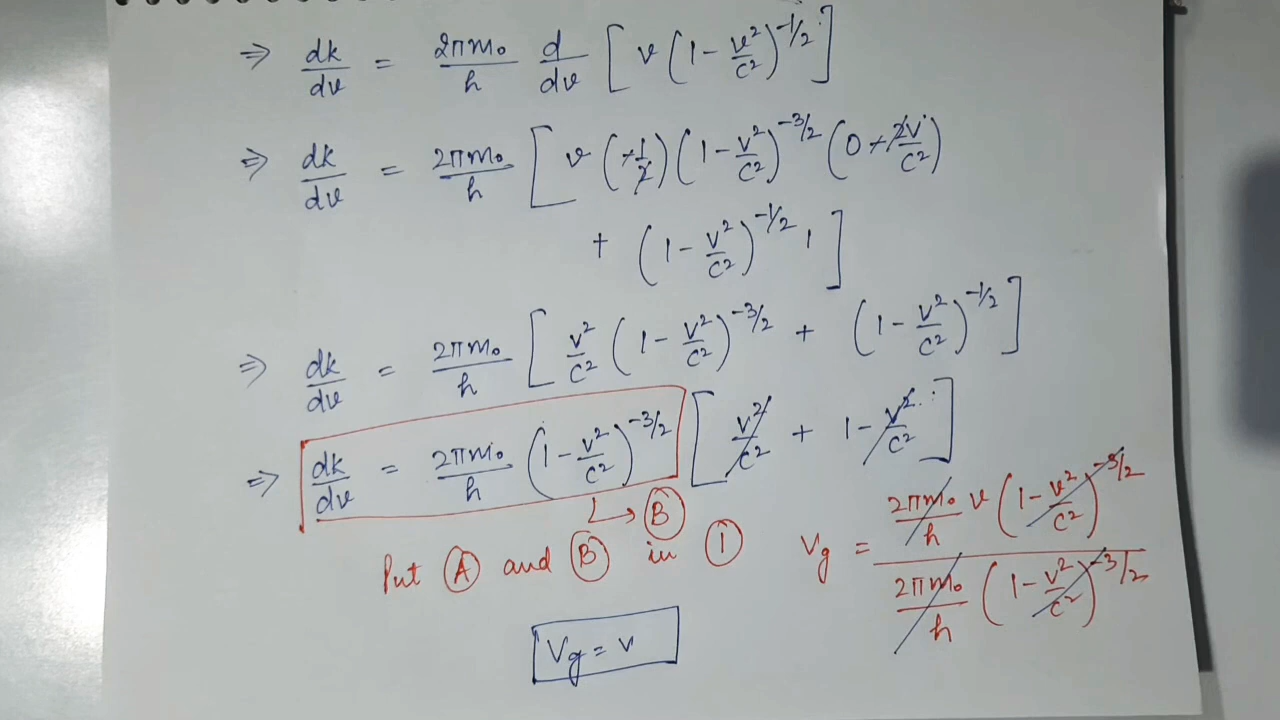 ⇒ dk/dv = 2πm₀/h d/dv [ v (1 - v²/c²)^-1/2 ]
⇒ dk/dv = 2πm₀/h [ v (+1/2) (1 - v²/c²)^-3/2 (0 + 2v/c²)
+ (1 - v²/c²)^-1/2 . 1 ]
⇒ dk/dv = 2πm₀/h [ v²/c² (1 - v²/c²)^-3/2 + (1 - v²/c²)^-1/2 ]
⇒ dk/dv = 2πm₀/h (1 - v²/c²)^-3/2 [ v²/c² + 1 - v²/c² ]
↳ B
Put A and B in 1
Vg = 2πm₀/h v (1 - v²/c²)^-3/2 / 2πm₀/h (1 - v²/c²)^-3/2
Vg = v